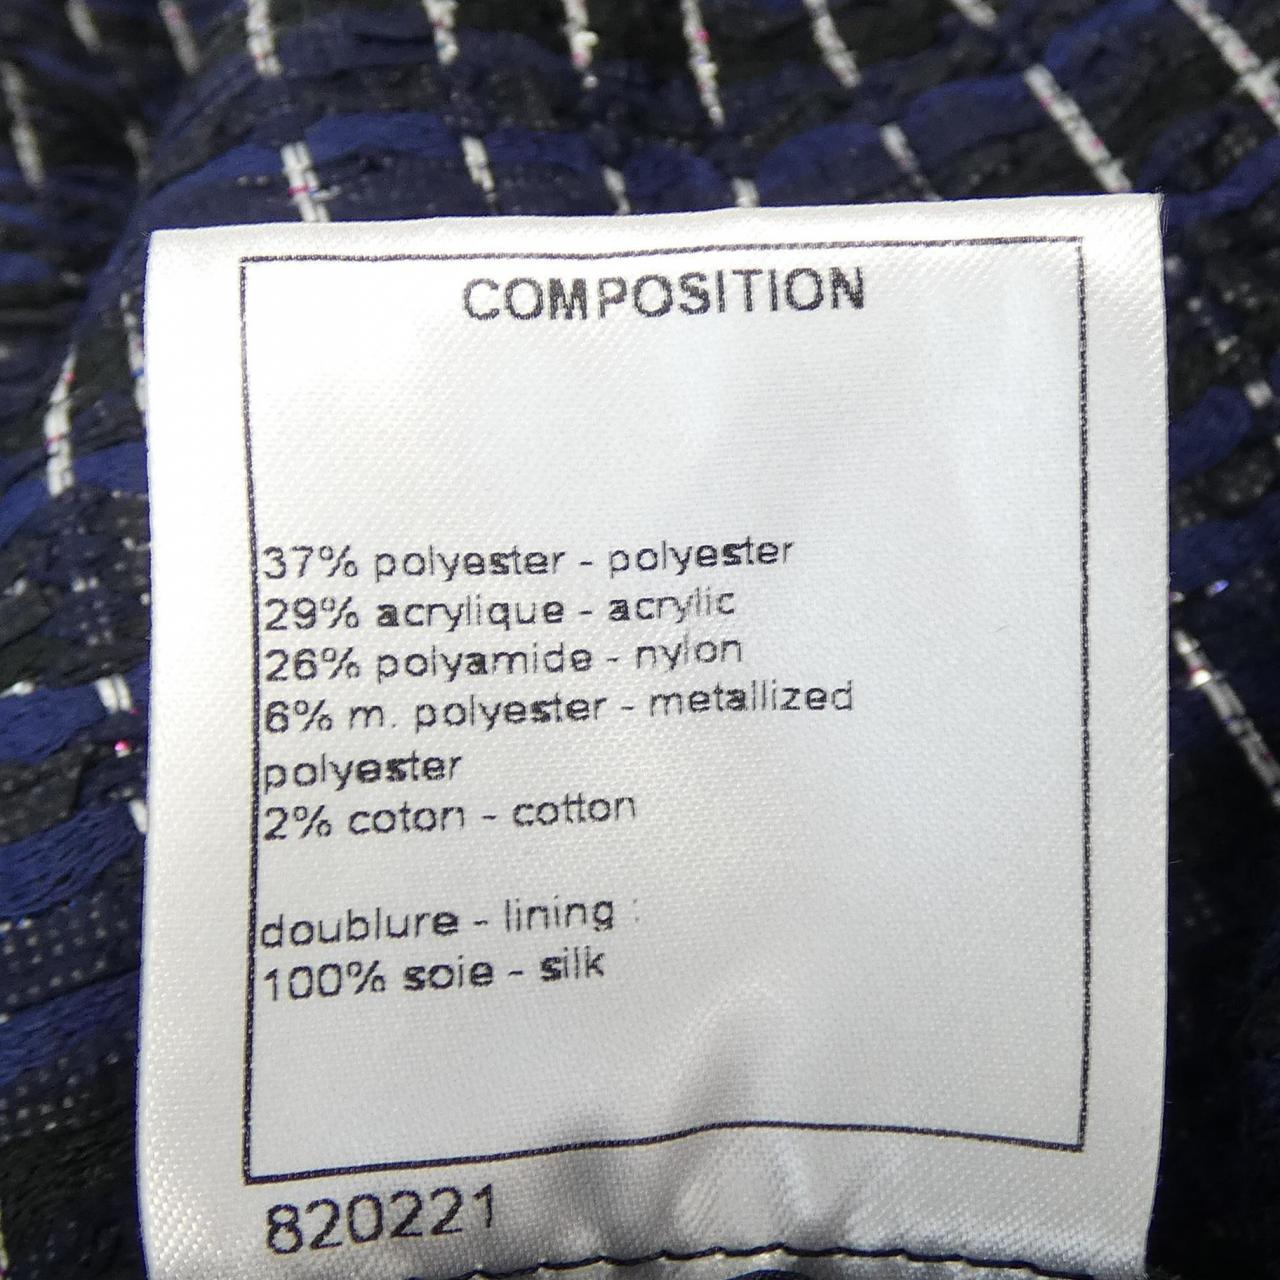 COMPOSITION
37% polyester - polyester
29% acrylique - acrylic
26% polyamide - nylon
6% m. polyester - metallized
polyester
2% coton - cotton
doublure - lining :
100% soie - silk
820221